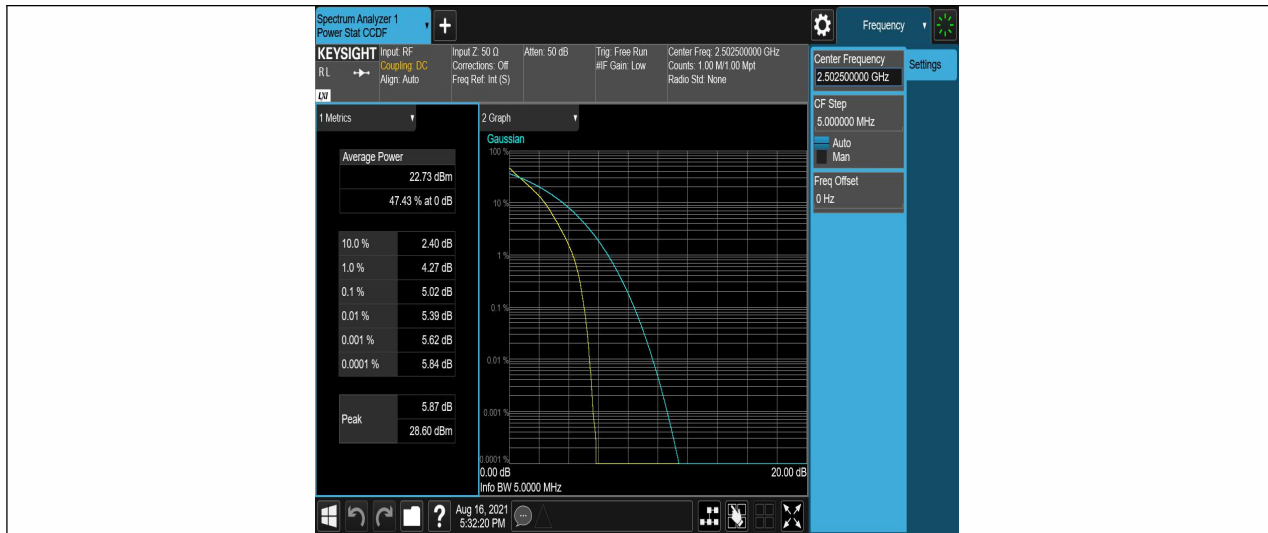 Spectrum Analyzer 1
Power Stat CCDF
+
Frequency
KEYSIGHT
RL
LXI
Input: RF
Coupling: DC
Align: Auto
Input Z: 50 Ω
Corrections: Off
Freq Ref: Int (S)
Atten: 50 dB
Trig: Free Run
#IF Gain: Low
Center Freq: 2.502500000 GHz
Counts: 1.00 M/1.00 Mpt
Radio Std: None
Center Frequency
2.502500000 GHz
Settings
CF Step
5.000000 MHz
Auto
Man
Freq Offset
0 Hz
1 Metrics
Average Power
22.73 dBm
47.43 % at 0 dB
10.0 % 2.40 dB
1.0 % 4.27 dB
0.1 % 5.02 dB
0.01 % 5.39 dB
0.001 % 5.62 dB
0.0001 % 5.84 dB
Peak
5.87 dB
28.60 dBm
2 Graph
Gaussian
100 %
10 %
1 %
0.1 %
0.01 %
0.001 %
0.0001 %
0.00 dB 20.00 dB
Info BW 5.0000 MHz
?
Aug 16, 2021
5:32:20 PM